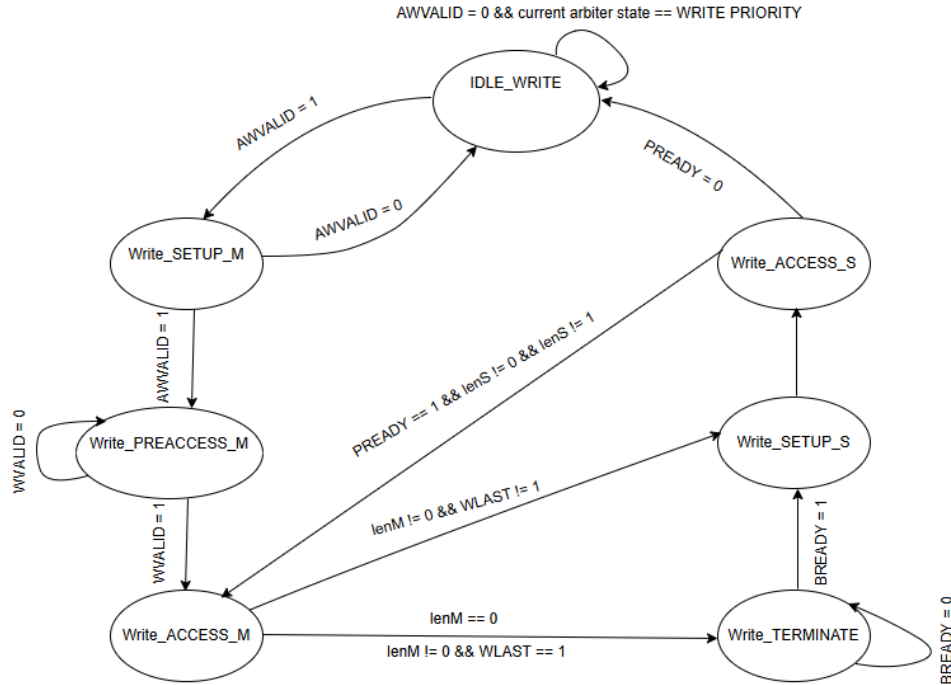 AWVALID = 0 && current arbiter state == WRITE PRIORITY
IDLE_WRITE
AWVALID = 1
PREADY = 0
AWVALID = 0
Write_SETUP_M
Write_ACCESS_S
AWVALID = 1
PREADY == 1 && lenS != 0 && lenS != 1
WVALID = 0
Write_PREACCESS_M
Write_SETUP_S
lenM != 0 && WLAST != 1
WVALID = 1
BREADY = 1
Write_ACCESS_M
lenM == 0
lenM != 0 && WLAST == 1
Write_TERMINATE
BREADY = 0